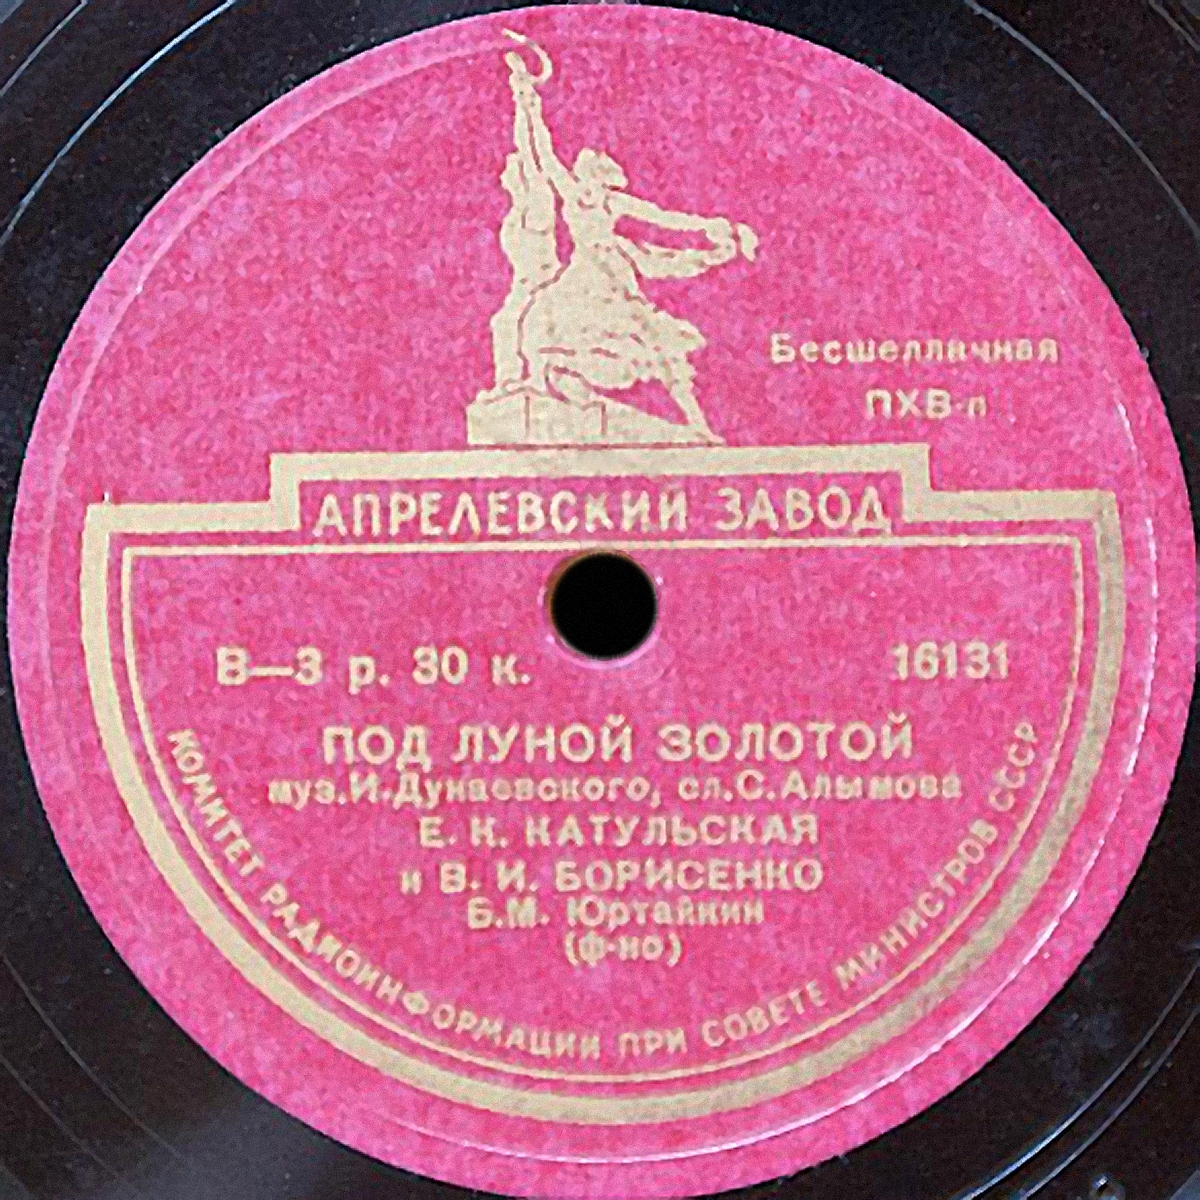 Бесшеллачная
ПХВ-п
АПРЕЛЕВСКИЙ ЗАВОД
В—3 р. 30 к.
16131
ПОД ЛУНОЙ ЗОЛОТОЙ
муз. И. Дунаевского, сл. С. Алымова
Е. К. КАТУЛЬСКАЯ
и В. И. БОРИСЕНКО
Б.М. Юртайкин
(ф-но)
КОМИТЕТ РАДИОИНФОРМАЦИИ ПРИ СОВЕТЕ МИНИСТРОВ СССР